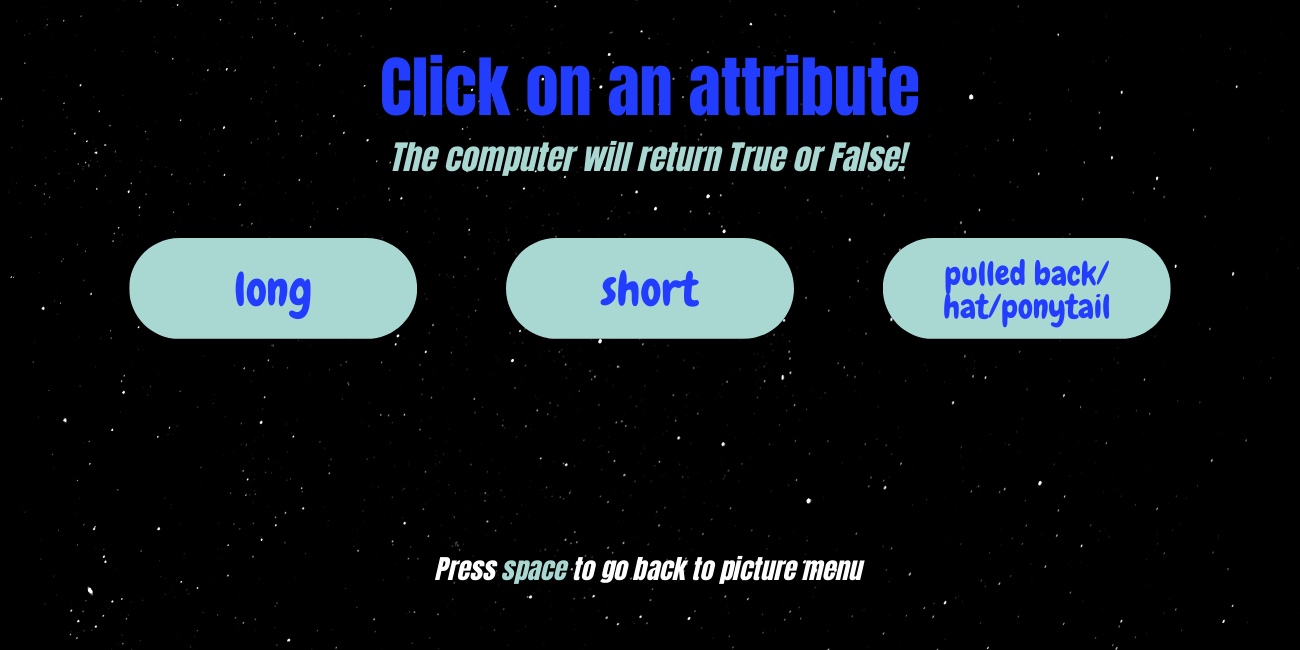 Click on an attribute
The computer will return True or False!
long
short
pulled back/
hat/ponytail
Press space to go back to picture menu